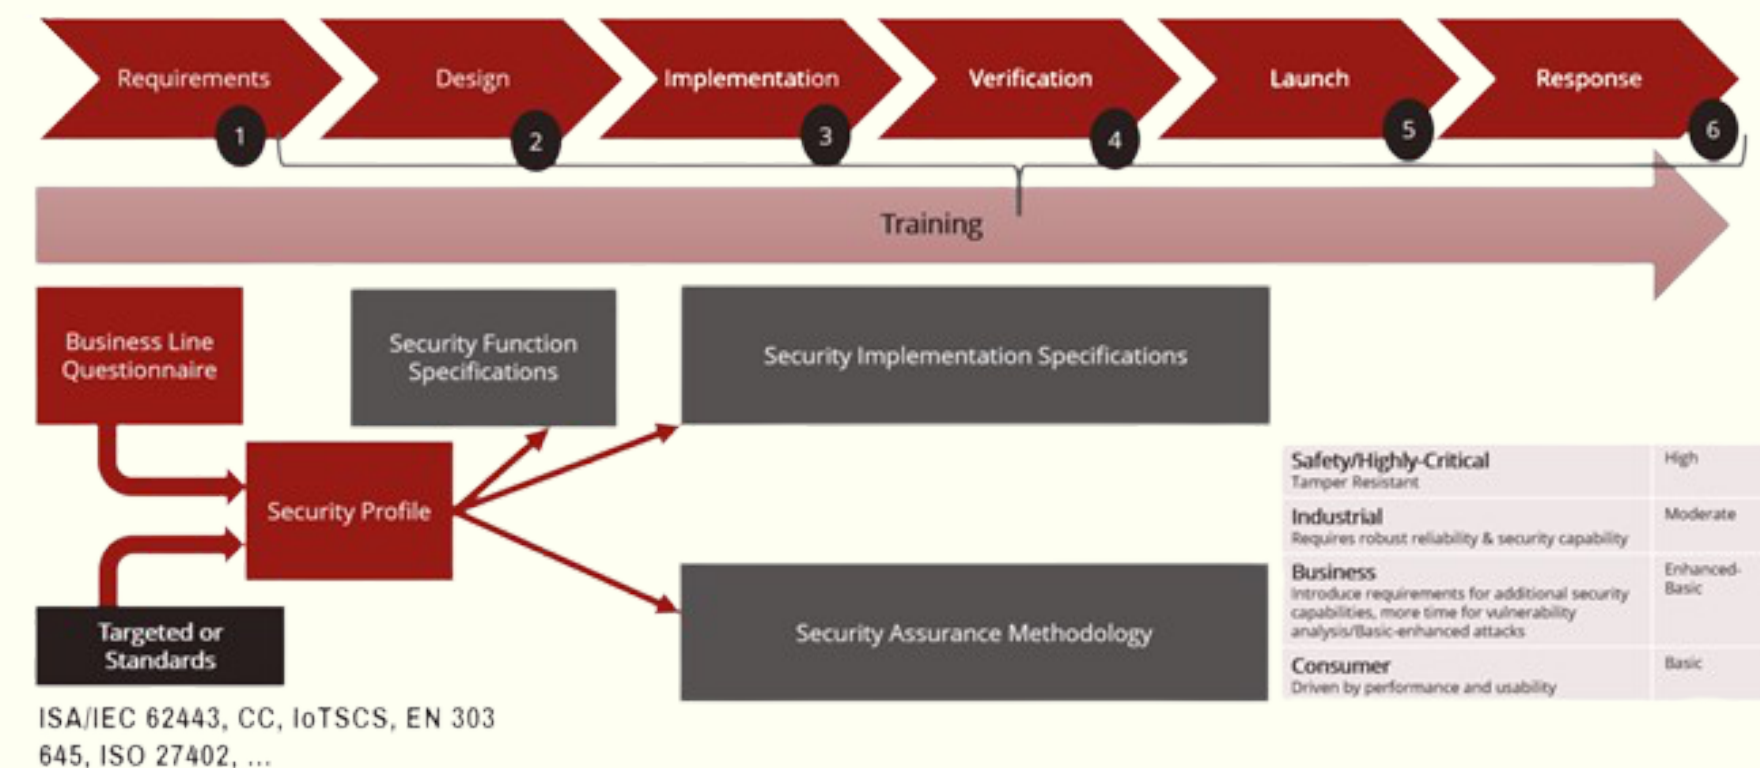 Requirements
1
Design
2
Implementation
3
Verification
4
Launch
5
Response
6
Training
Business Line
Questionnaire
Security Function
Specifications
Security Implementation Specifications
Security Profile
Targeted or
Standards
Security Assurance Methodology
ISA/IEC 62443, CC, IoTSCS, EN 303
645, ISO 27402, ...
Safety/Highly-Critical
Tamper Resistant
High
Industrial
Requires robust reliability & security capability
Moderate
Business
Introduce requirements for additional security
capabilities, more time for vulnerability
analysis/Basic-enhanced attacks
Enhanced-
Basic
Consumer
Driven by performance and usability
Basic